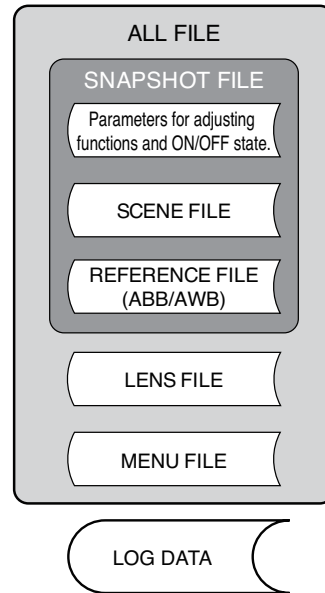 ALL FILE
SNAPSHOT FILE
Parameters for adjusting
functions and ON/OFF state.
SCENE FILE
REFERENCE FILE
(ABB/AWB)
LENS FILE
MENU FILE
LOG DATA